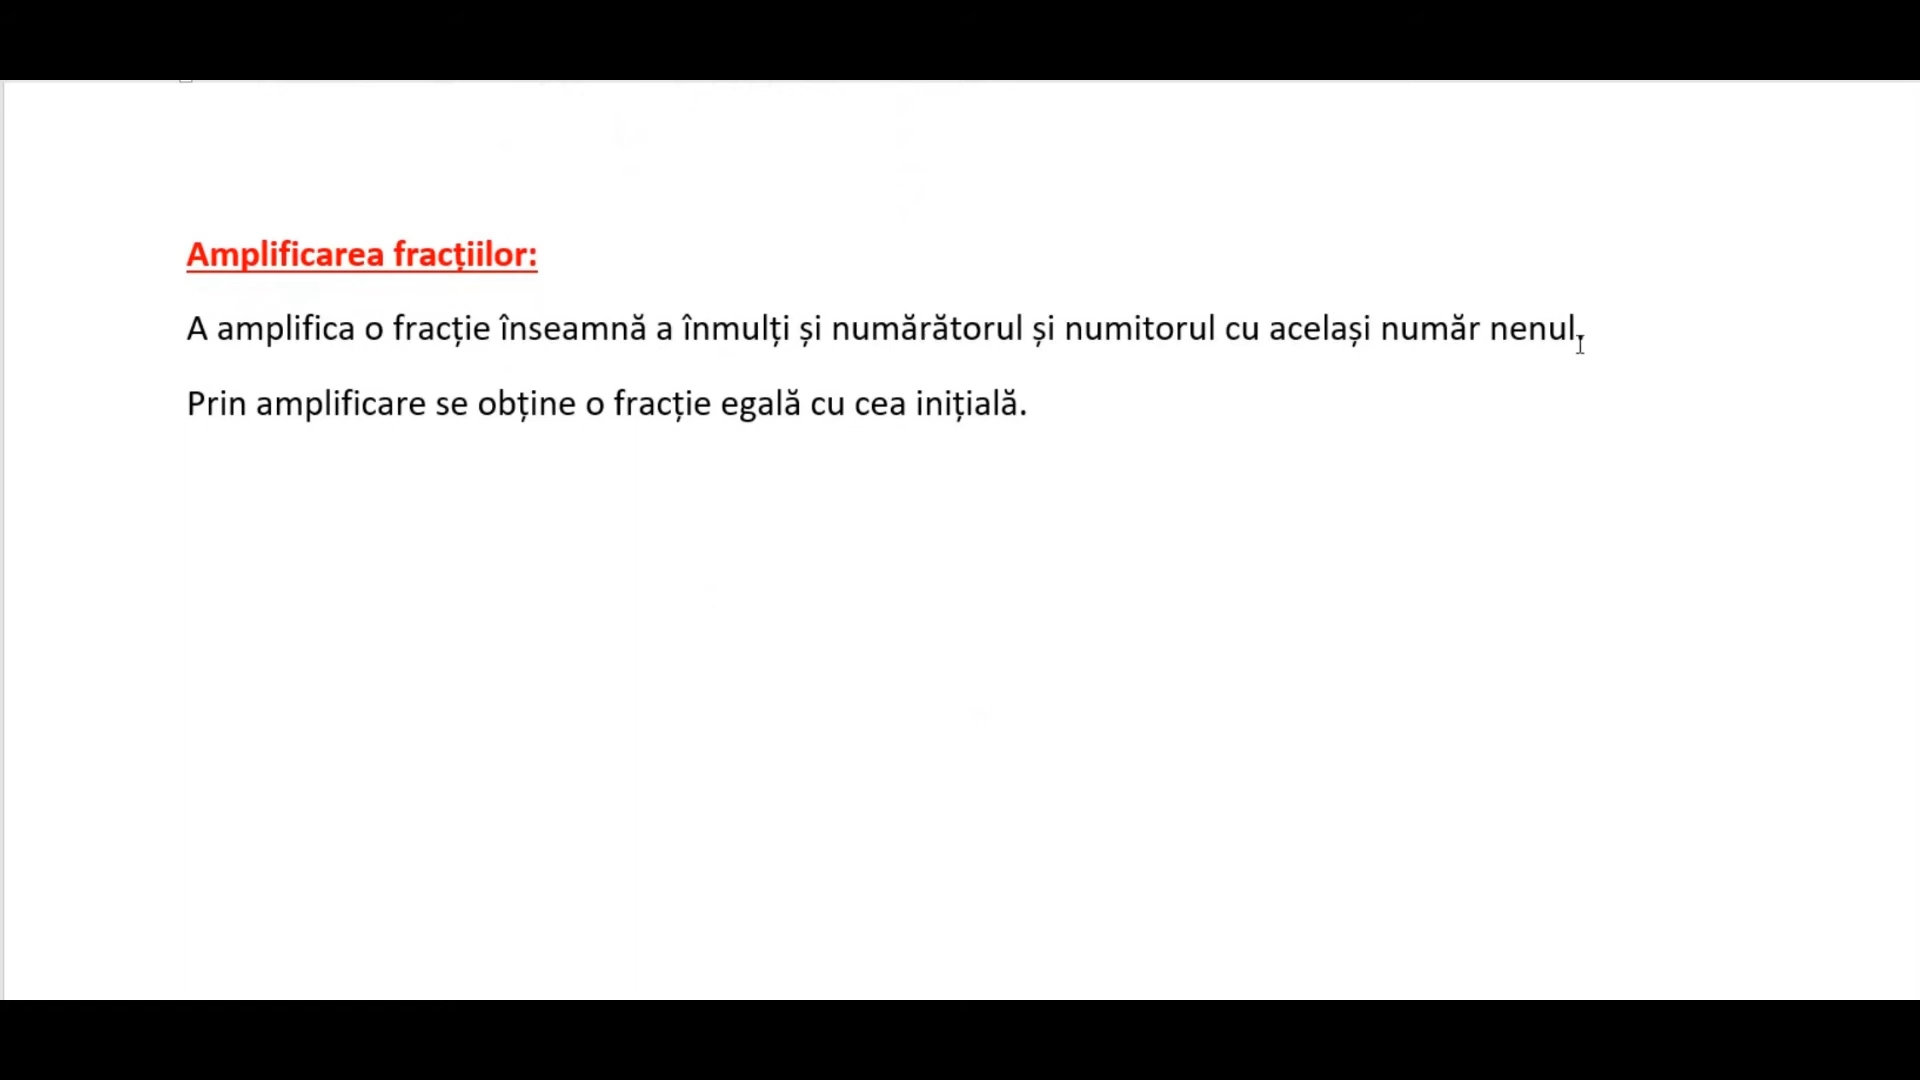 Amplificarea fracțiilor:
A amplifica o fracție înseamnă a înmulți și numărătorul și numitorul cu același număr nenul.
Prin amplificare se obține o fracție egală cu cea inițială.